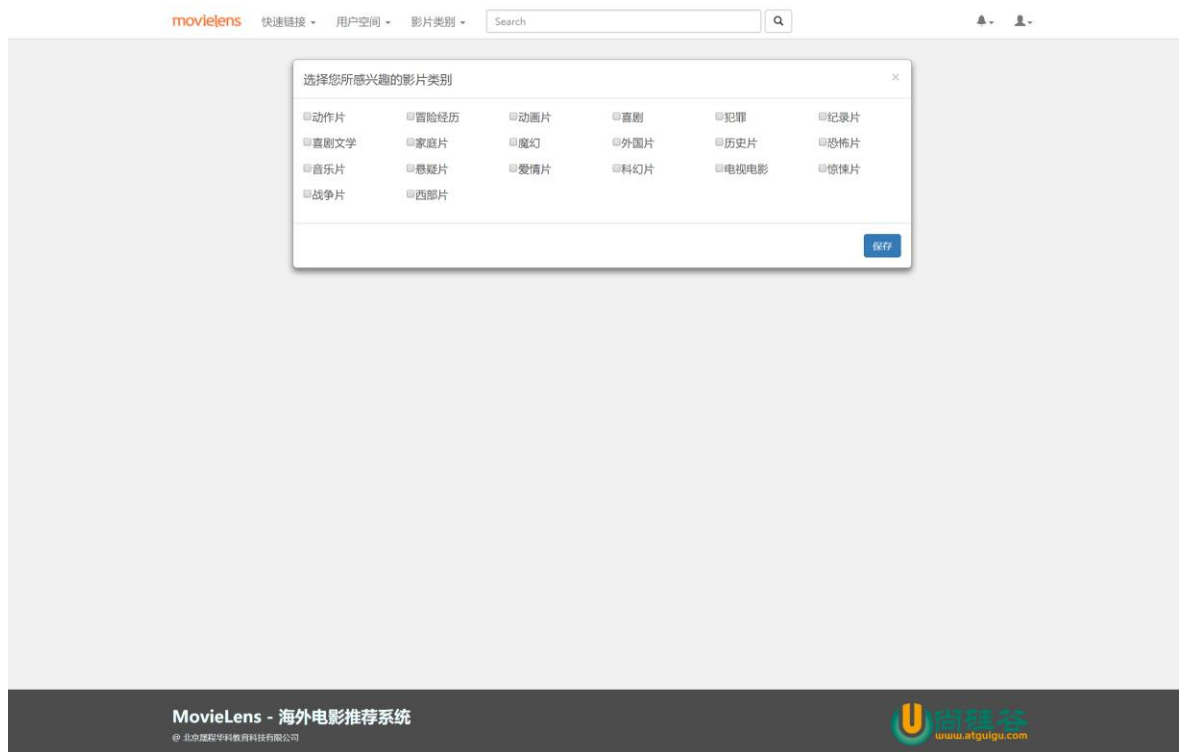 movielens 快速链接 用户空间 影片类别 Search
选择您所感兴趣的影片类别 ×
动作片 冒险经历 动画片 喜剧 犯罪 纪录片
喜剧文学 家庭片 魔幻 外国片 历史片 恐怖片
音乐片 悬疑片 爱情片 科幻片 电视电影 惊悚片
战争片 西部片
保存
MovieLens - 海外电影推荐系统
@ 北京晟程华科教育科技有限公司
尚硅谷
www.atguigu.com